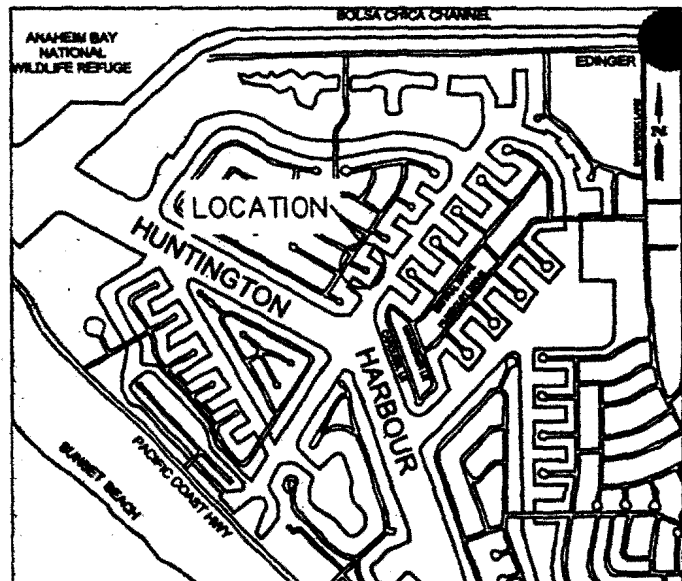 BOLSA CHICA CHANNEL
ANAHEIM BAY
NATIONAL
WILDLIFE REFUGE
EDINGER
N
LOCATION
HUNTINGTON
HARBOUR
PACIFIC COAST HWY
SUNSET BEACH